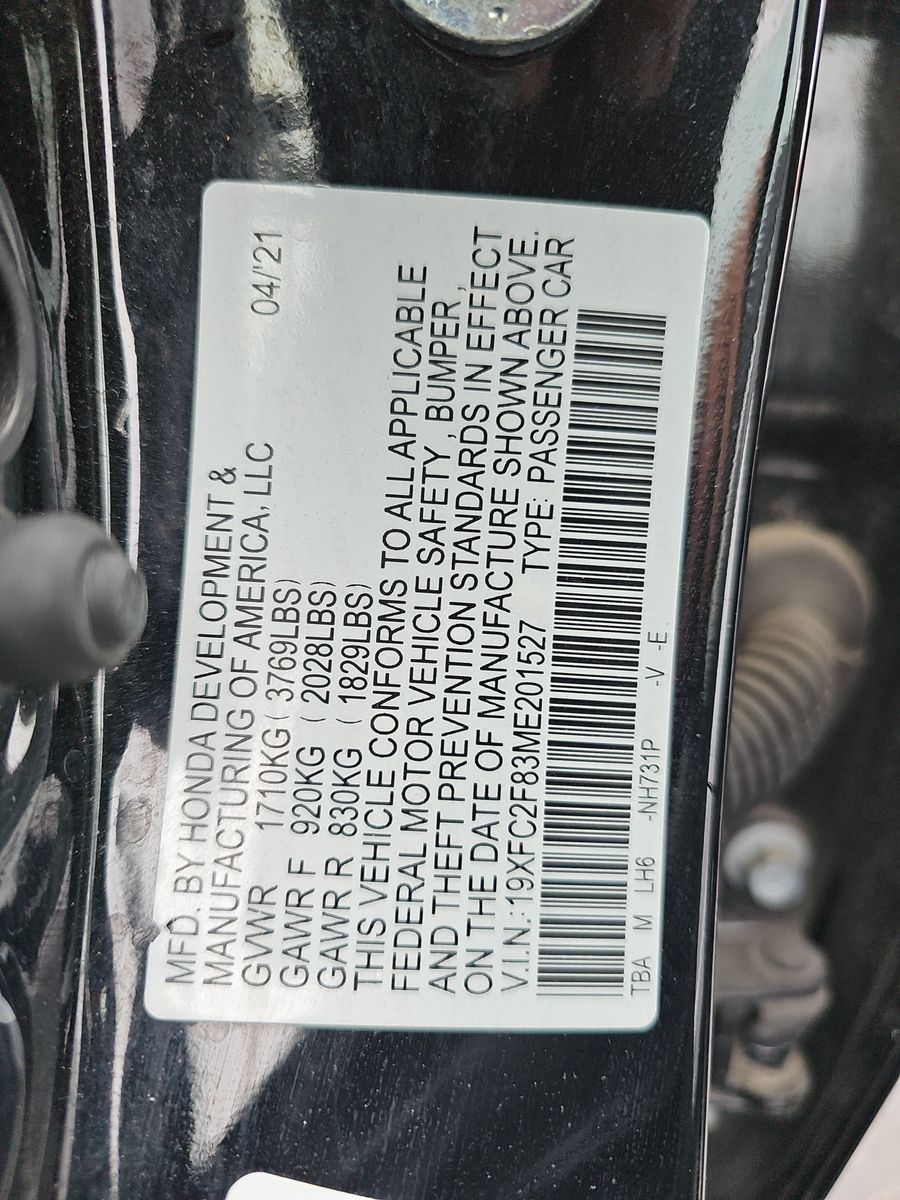 MFD. BY HONDA DEVELOPMENT &
MANUFACTURING OF AMERICA, LLC 04/'21
GVWR 1710KG ( 3769LBS)
GAWR F 920KG ( 2028LBS)
GAWR R 830KG ( 1829LBS)
THIS VEHICLE CONFORMS TO ALL APPLICABLE
FEDERAL MOTOR VEHICLE SAFETY , BUMPER ,
AND THEFT PREVENTION STANDARDS IN EFFECT
ON THE DATE OF MANUFACTURE SHOWN ABOVE.
V.I.N.:19XFC2F83ME201527 TYPE: PASSENGER CAR
TBA M LH6 -NH731P -V -E